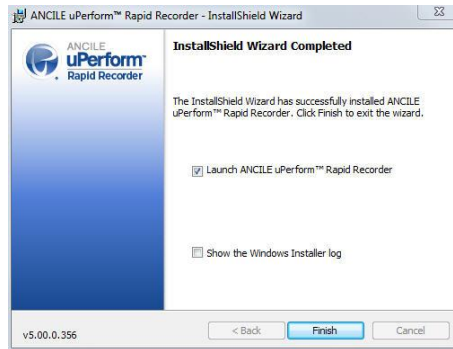 ANCILE uPerform™ Rapid Recorder - InstallShield Wizard
ANCILE
uPerform™
Rapid Recorder
InstallShield Wizard Completed
The InstallShield Wizard has successfully installed ANCILE
uPerform™ Rapid Recorder. Click Finish to exit the wizard.
Launch ANCILE uPerform™ Rapid Recorder
Show the Windows Installer log
v5.00.0.356
< Back
Finish
Cancel